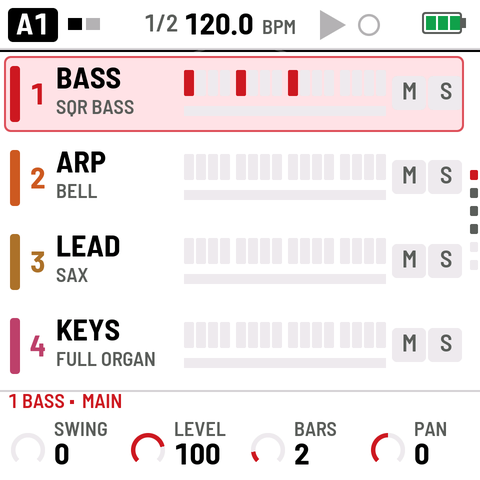 A1 1/2 120.0 BPM
1 BASS M S
SQR BASS
2 ARP M S
BELL
3 LEAD M S
SAX
4 KEYS M S
FULL ORGAN
1 BASS • MAIN
SWING LEVEL BARS PAN
0 100 2 0